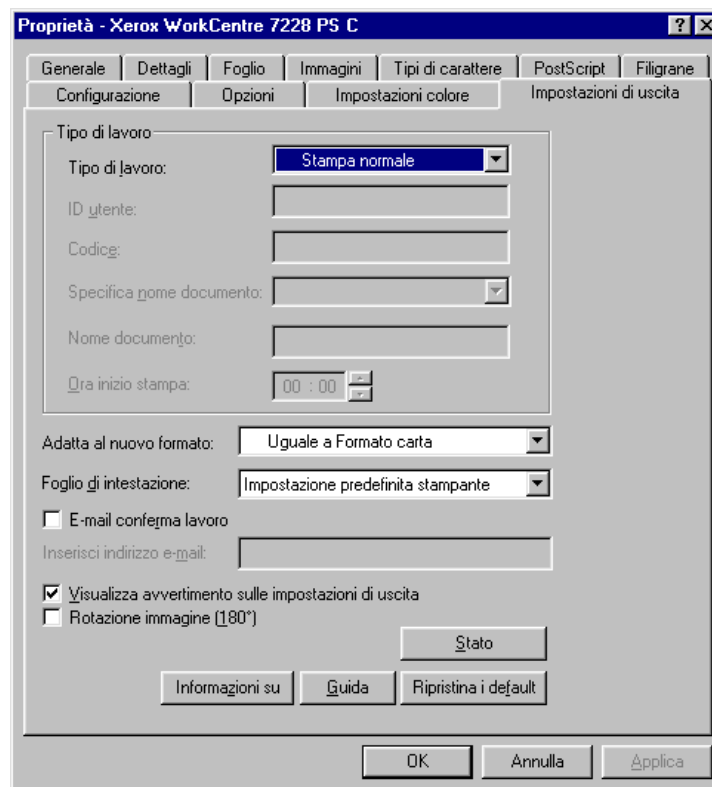 Proprietà - Xerox WorkCentre 7228 PS C
Generale Dettagli Foglio Immagini Tipi di carattere PostScript Filigrane
Configurazione Opzioni Impostazioni colore Impostazioni di uscita
Tipo di lavoro
Tipo di lavoro: Stampa normale
ID utente:
Codice:
Specifica nome documento:
Nome documento:
Ora inizio stampa: 00 : 00
Adatta al nuovo formato: Uguale a Formato carta
Foglio di intestazione: Impostazione predefinita stampante
E-mail conferma lavoro
Inserisci indirizzo e-mail:
Visualizza avvertimento sulle impostazioni di uscita
Rotazione immagine (180°)
Stato
Informazioni su Guida Ripristina i default
OK Annulla Applica